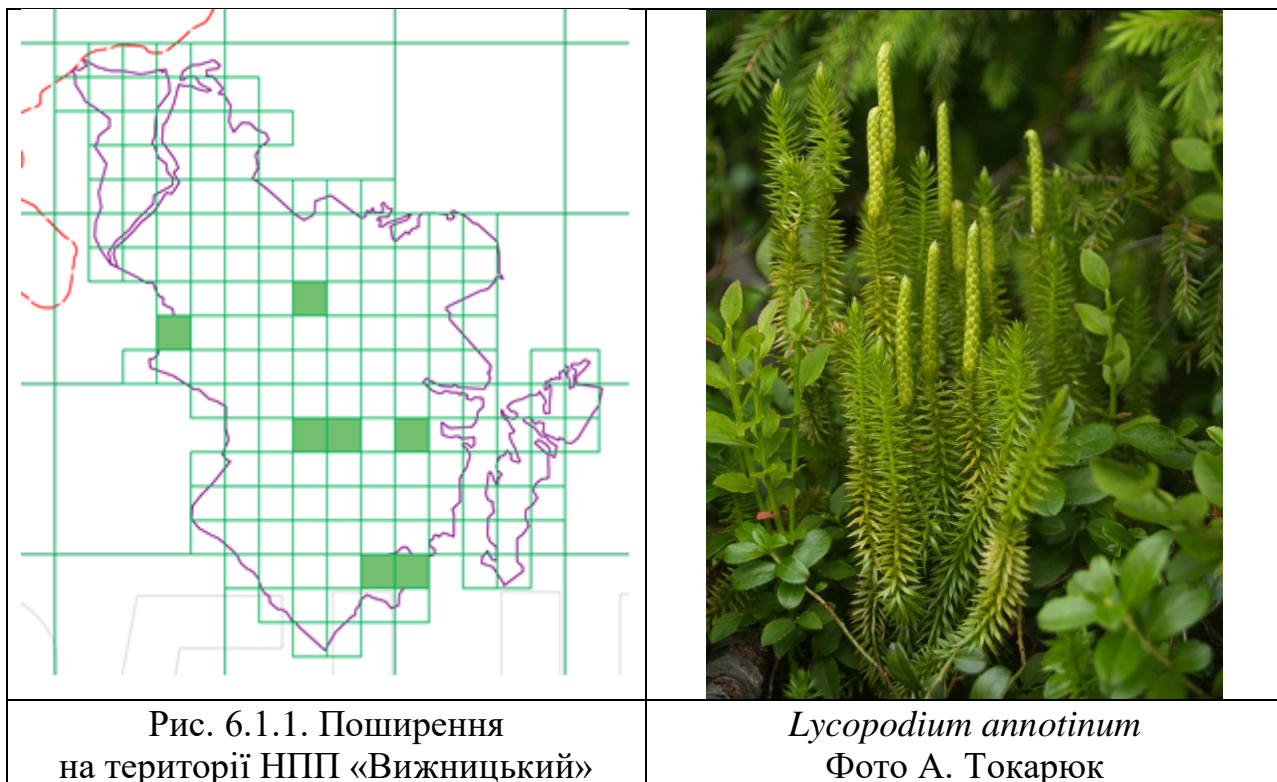 Рис. 6.1.1. Поширення
на території НПП «Вижницький»
Lycopodium annotinum
Фото А. Токарюк